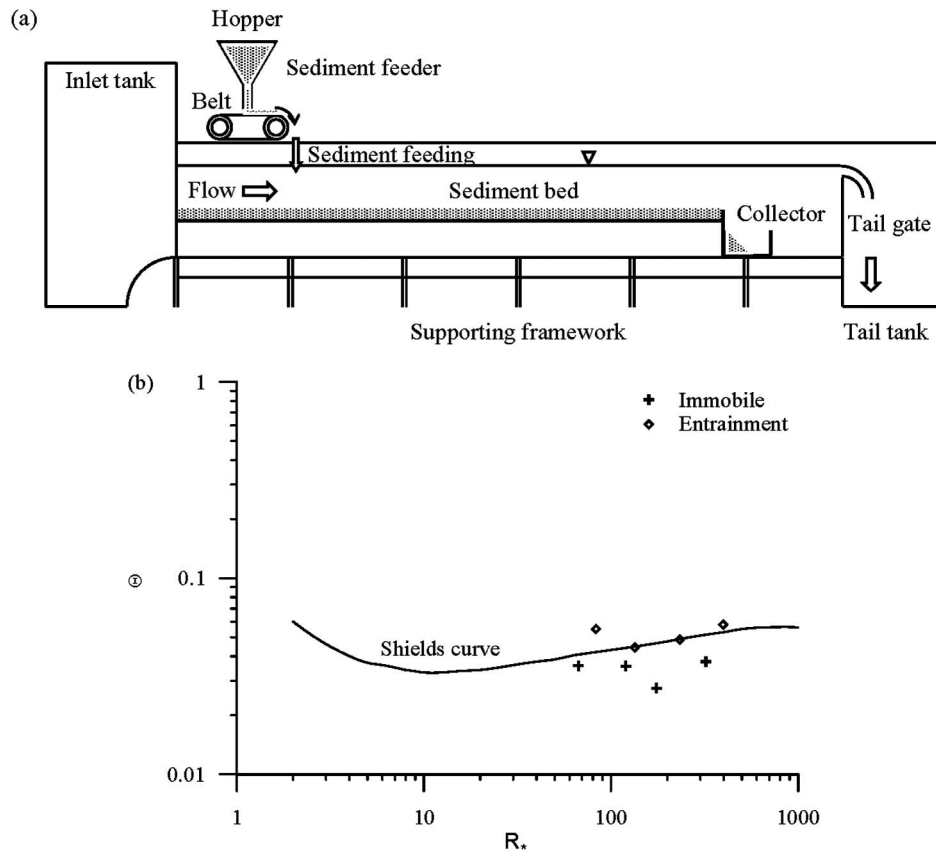 (a)
Hopper
Inlet tank
Sediment feeder
Belt
Sediment feeding
Flow
Sediment bed
Collector
Tail gate
Supporting framework
Tail tank
(b)
1
Immobile
Entrainment
0.1
Θ
Shields curve
0.01
1
10
100
1000
R*